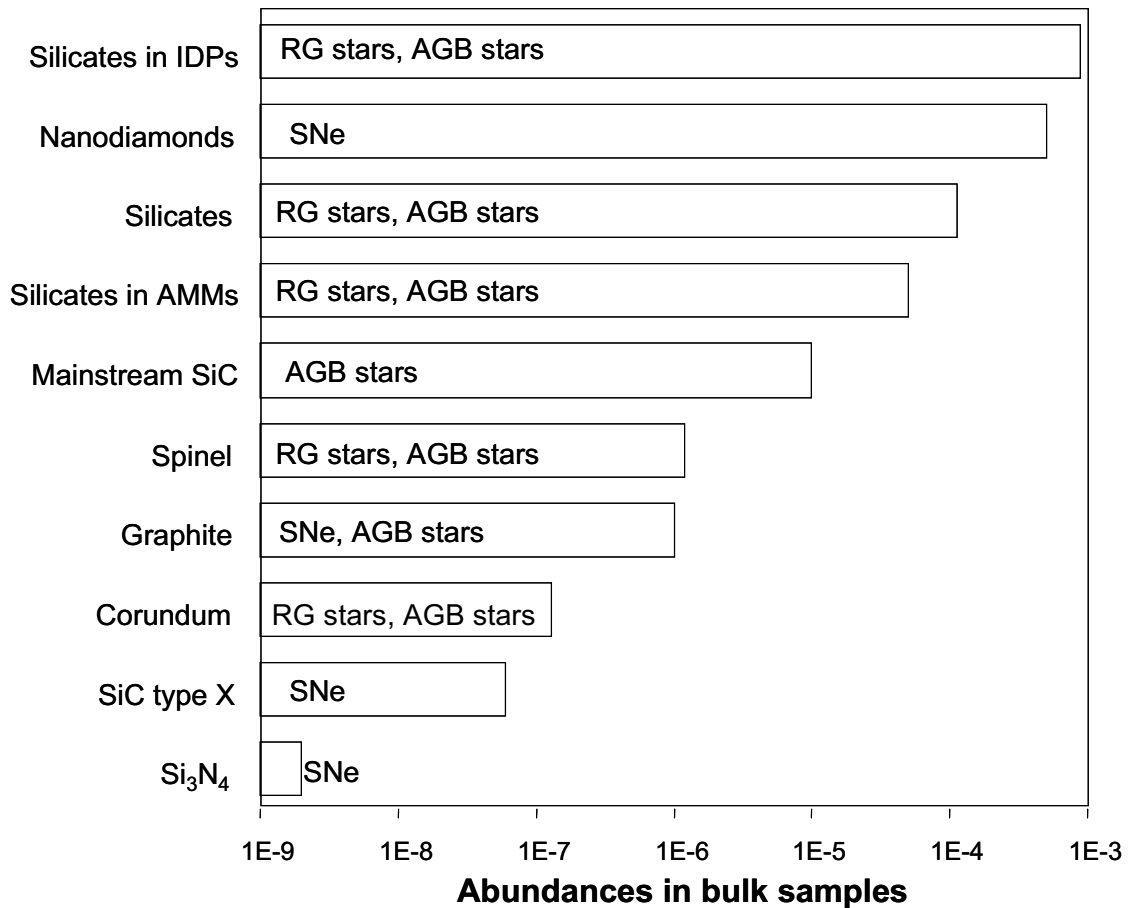 Silicates in IDPs RG stars, AGB stars
Nanodiamonds SNe
Silicates RG stars, AGB stars
Silicates in AMMs RG stars, AGB stars
Mainstream SiC AGB stars
Spinel RG stars, AGB stars
Graphite SNe, AGB stars
Corundum RG stars, AGB stars
SiC type X SNe
Si₃N₄ SNe
1E-9 1E-8 1E-7 1E-6 1E-5 1E-4 1E-3
Abundances in bulk samples